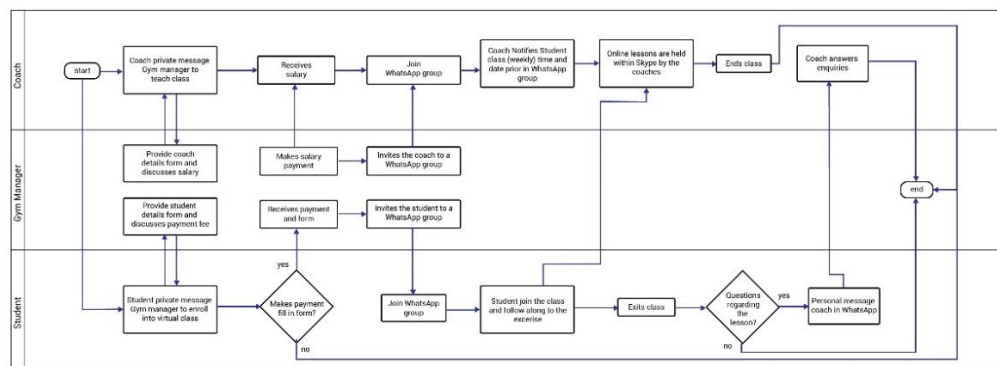 Coach
start
Coach private message
Gym manager to
teach class
Receives
salary
Join
WhatsApp group
Coach Notifies Student
class (weekly) time and
date prior in WhatsApp
group
Online lessons are held
within Skype by the
coaches
Ends class
Coach answers
enquiries
Gym Manager
Provide coach
details form and
discusses salary
Makes salary
payment
Invites the coach to a
WhatsApp group
end
Provide student
details form and
discusses payment fee
Receives payment
and form
Invites the student to a
WhatsApp group
Student
Student private message
Gym manager to enroll
into virtual class
yes
Makes payment
fill in form?
no
Join WhatsApp
group
Student join the class
and follow along to the
excerise
Exits class
Questions
regarding
the
lesson?
yes
no
Personal message
coach in WhatsApp